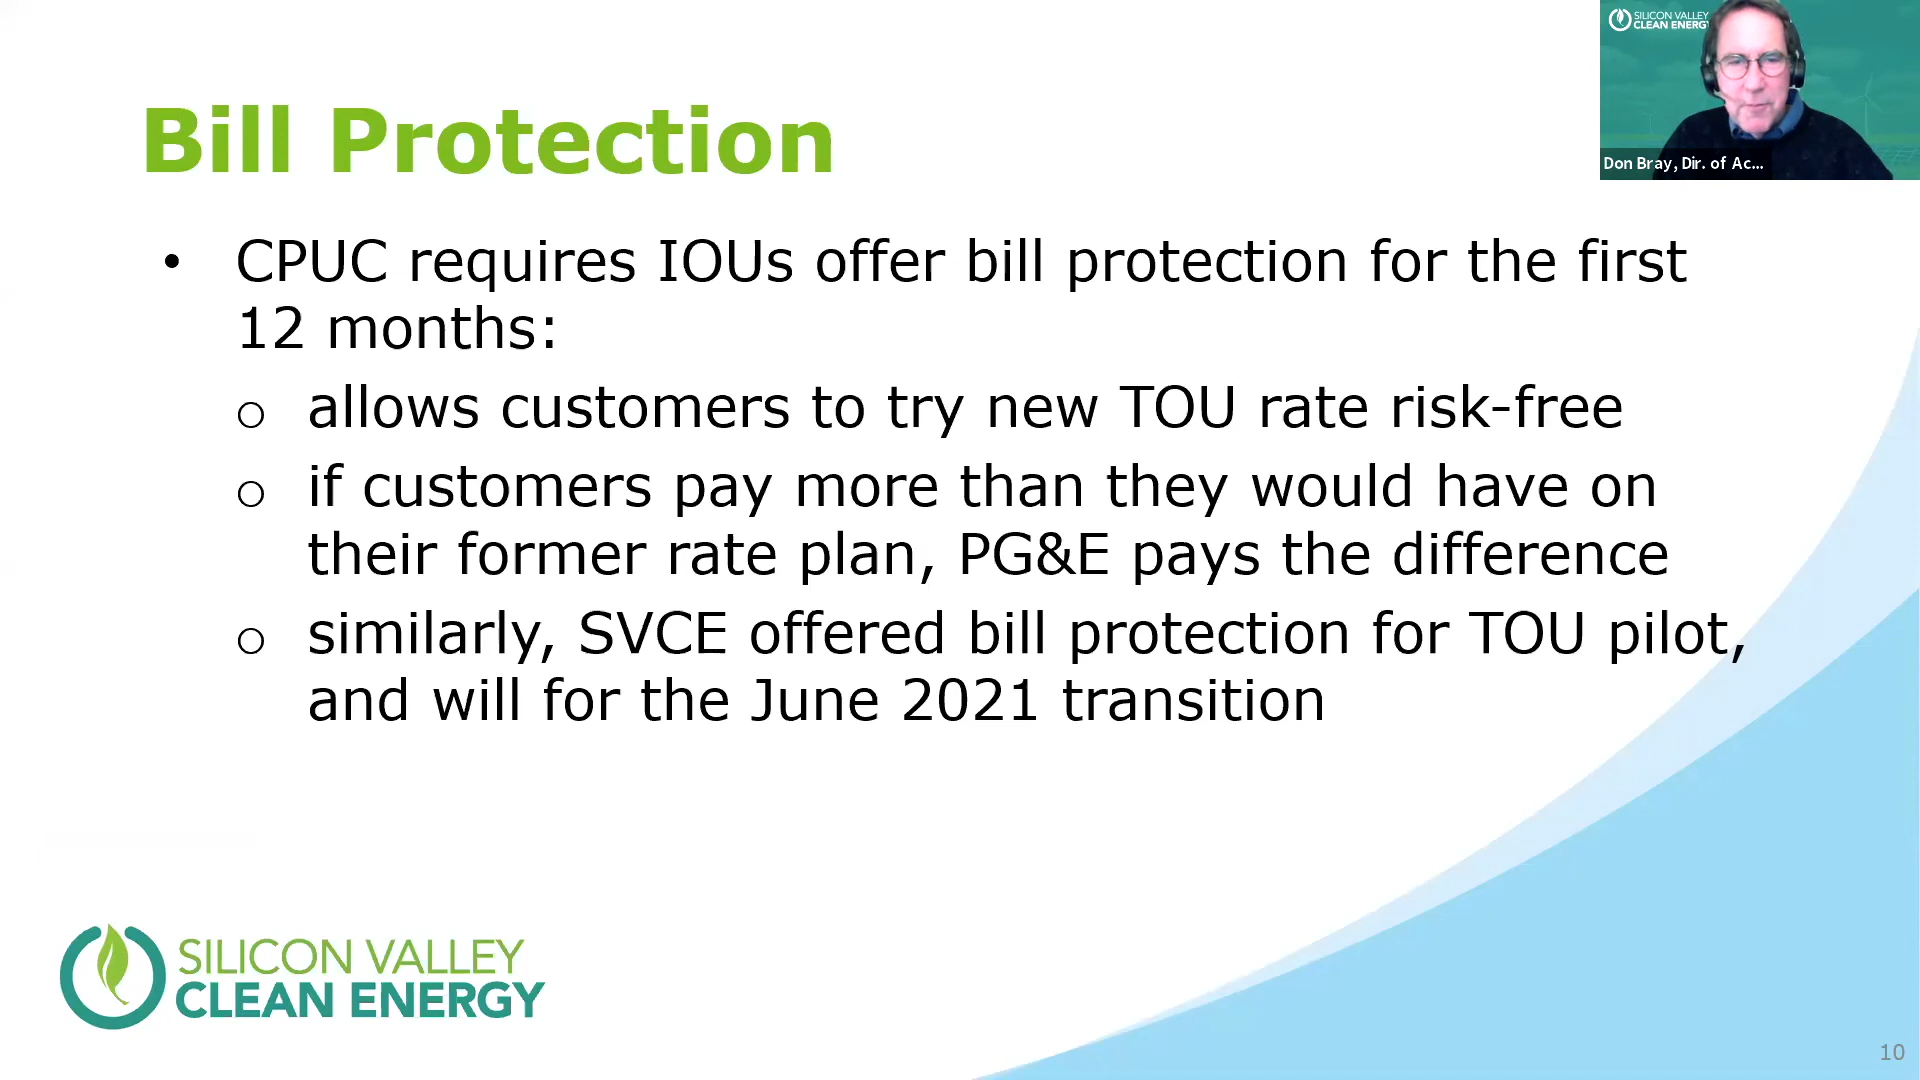 SILICON VALLEY
CLEAN ENERGY
Don Bray, Dir. of Ac...
Bill Protection
• CPUC requires IOUs offer bill protection for the first
12 months:
o allows customers to try new TOU rate risk-free
o if customers pay more than they would have on
their former rate plan, PG&E pays the difference
o similarly, SVCE offered bill protection for TOU pilot,
and will for the June 2021 transition
SILICON VALLEY
CLEAN ENERGY
10